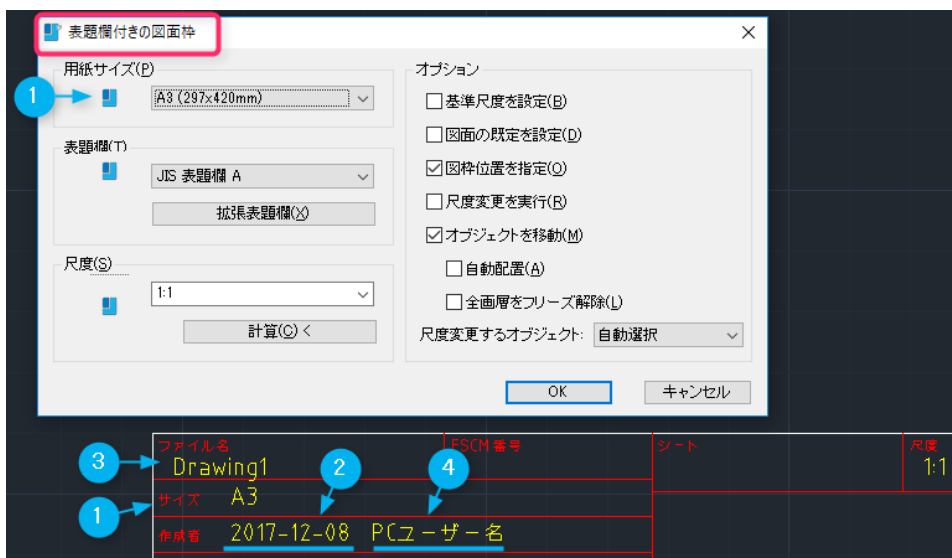 表題欄付きの図面枠
用紙サイズ(P)
1
A3 (297x420mm)
表題欄(T)
JIS 表題欄 A
拡張表題欄(X)
尺度(S)
1:1
計算(C) <
オプション
基準尺度を設定(B)
図面の既定を設定(D)
図枠位置を指定(O)
尺度変更を実行(R)
オブジェクトを移動(M)
自動配置(A)
全画層をフリーズ解除(L)
尺度変更するオブジェクト: 自動選択
OK キャンセル
ファイル名 FSCM 番号 シート 尺度
3 Drawing1 2 4 1:1
1 サイズ A3
作成者 2017-12-08 PCユーザー名